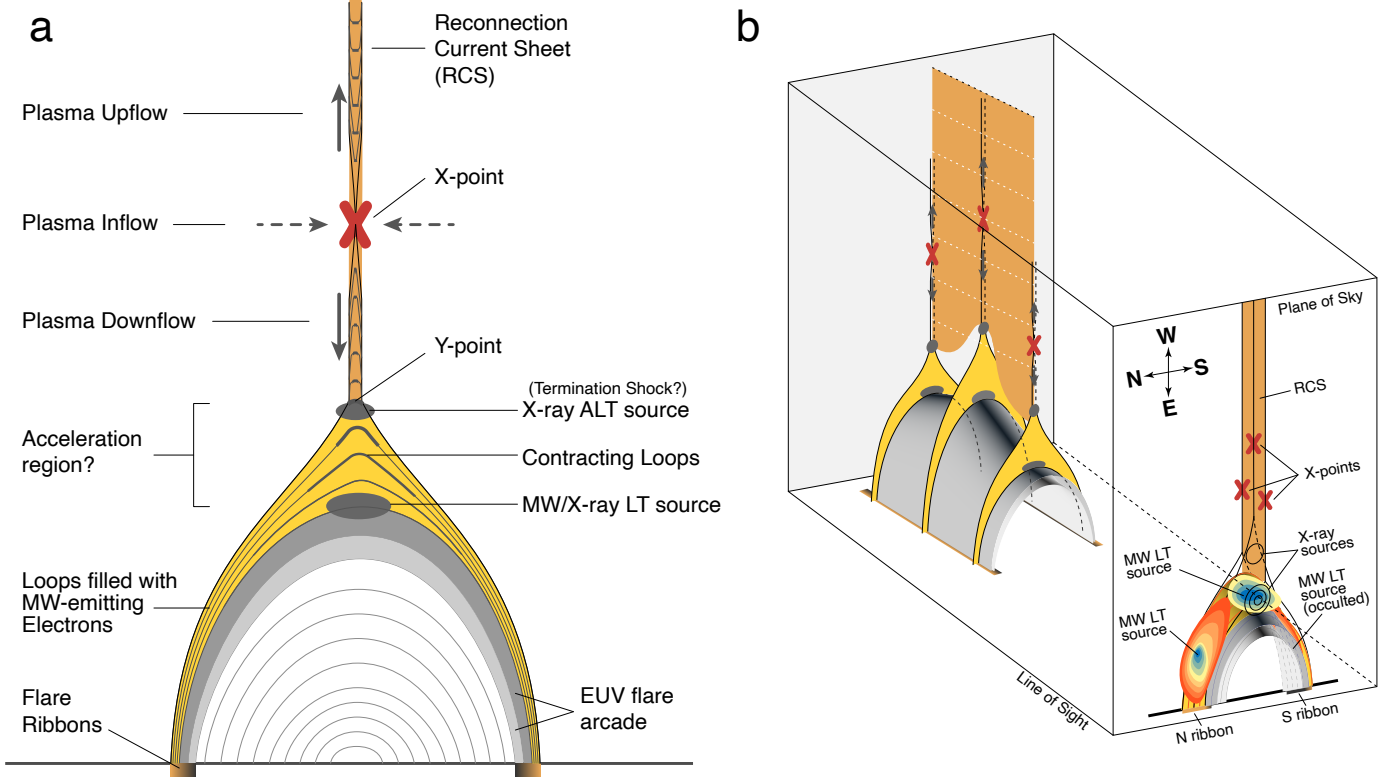 a
Reconnection
Current Sheet
(RCS)
Plasma Upflow
X-point
Plasma Inflow
Plasma Downflow
Y-point
(Termination Shock?)
X-ray ALT source
Acceleration
region?
Contracting Loops
MW/X-ray LT source
Loops filled with
MW-emitting
Electrons
Flare
Ribbons
EUV flare
arcade
b
Plane of Sky
W
N
S
E
RCS
X-points
X-ray
sources
MW LT
source
MW LT
source
(occulted)
MW LT
source
Line of Sight
N ribbon
S ribbon